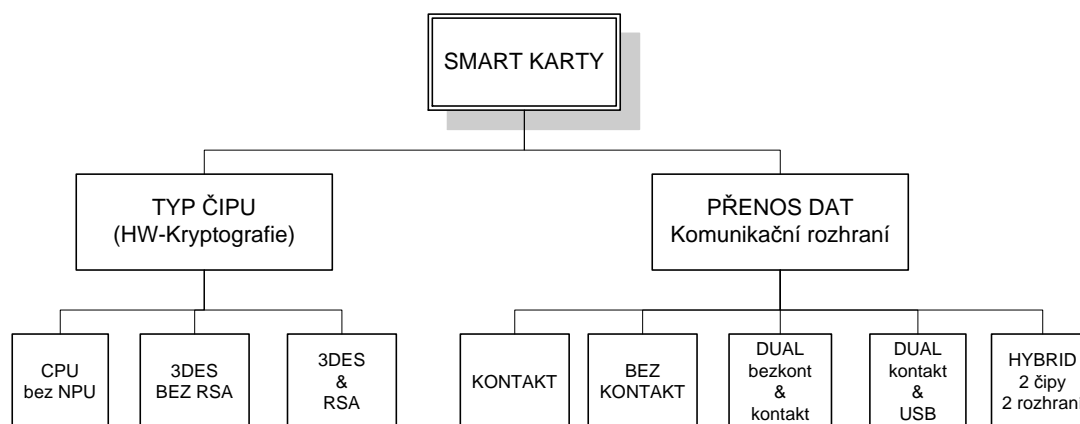 SMART KARTY
TYP ČIPU
(HW-Kryptografie)
PŘENOS DAT
Komunikační rozhraní
CPU
bez NPU
3DES
BEZ RSA
3DES
&
RSA
KONTAKT
BEZ
KONTAKT
DUAL
bezkont
&
kontakt
DUAL
kontakt
&
USB
HYBRID
2 čipy
2 rozhraní